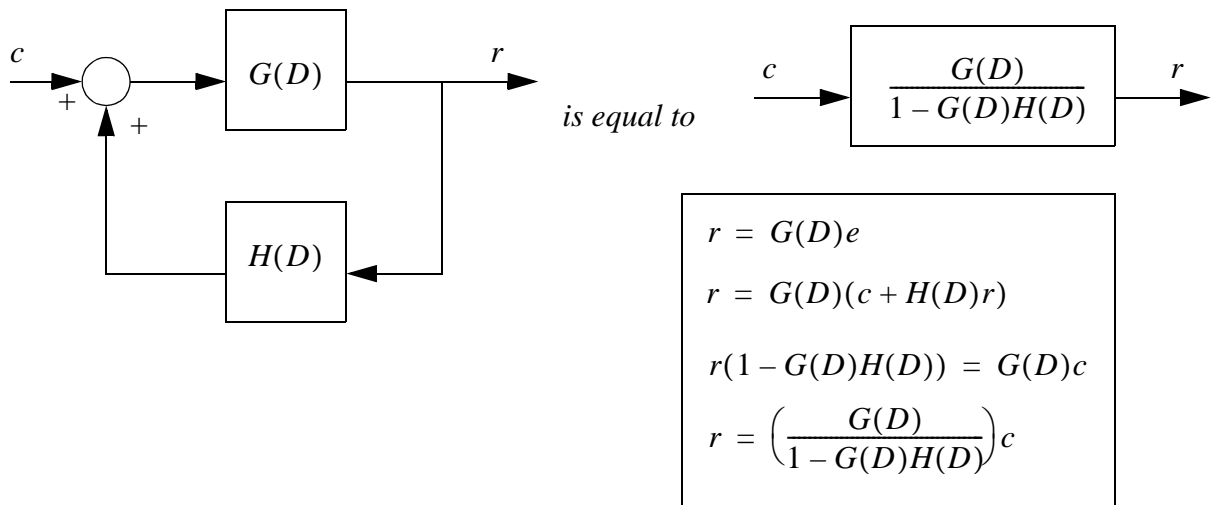 c
+
+
G(D)
r
H(D)
is equal to
c
G(D)
1 – G(D)H(D)
r
r = G(D)e
r = G(D)(c + H(D)r)
r(1 – G(D)H(D)) = G(D)c
r = (G(D) / 1 – G(D)H(D))c